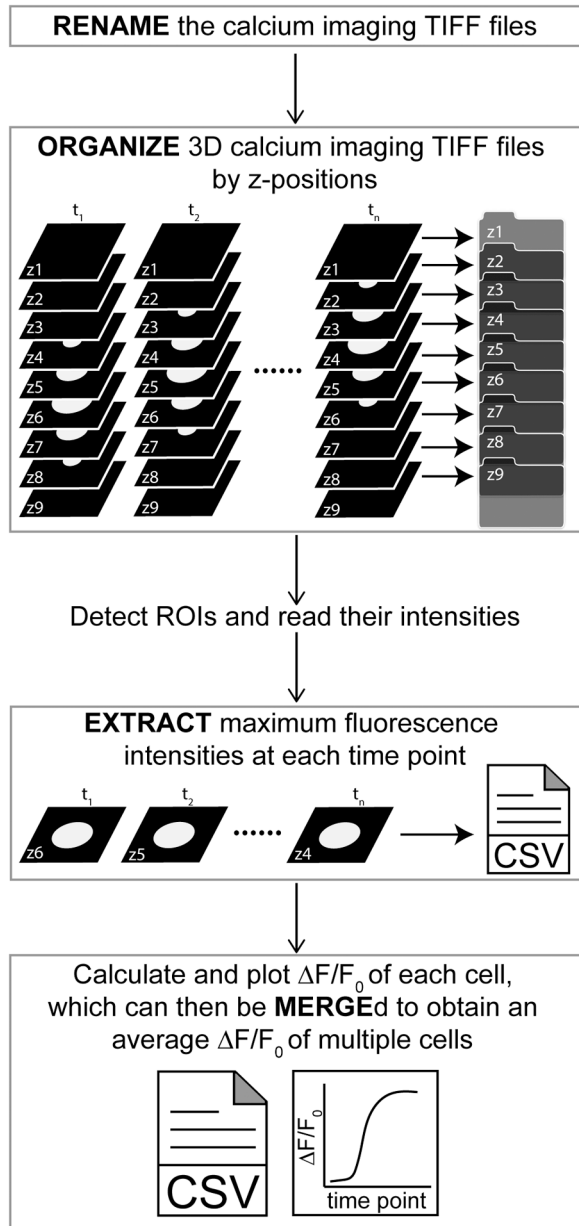 RENAME the calcium imaging TIFF files
ORGANIZE 3D calcium imaging TIFF files
by z-positions
t1 t2 tn
z1 z1 z1 z1
z2 z2 z2 z2
z3 z3 z3 z3
z4 z4 z4 z4
z5 z5 ...... z5 z5
z6 z6 z6 z6
z7 z7 z7 z7
z8 z8 z8 z8
z9 z9 z9 z9
Detect ROIs and read their intensities
EXTRACT maximum fluorescence
intensities at each time point
t1 t2 tn
z6 z5 ...... z4 CSV
Calculate and plot ΔF/F0 of each cell,
which can then be MERGEd to obtain an
average ΔF/F0 of multiple cells
CSV
ΔF/F0
time point